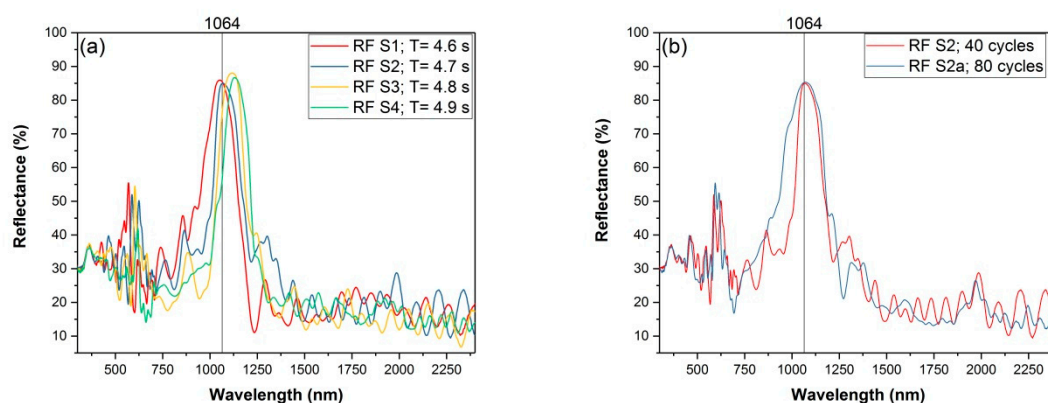 1064
(a)
RF S1; T= 4.6 s
RF S2; T= 4.7 s
RF S3; T= 4.8 s
RF S4; T= 4.9 s
100
90
80
70
60
50
40
30
20
10
Reflectance (%)
500 750 1000 1250 1500 1750 2000 2250
Wavelength (nm)
1064
(b)
RF S2; 40 cycles
RF S2a; 80 cycles
100
90
80
70
60
50
40
30
20
10
Reflectance (%)
500 750 1000 1250 1500 1750 2000 2250
Wavelength (nm)